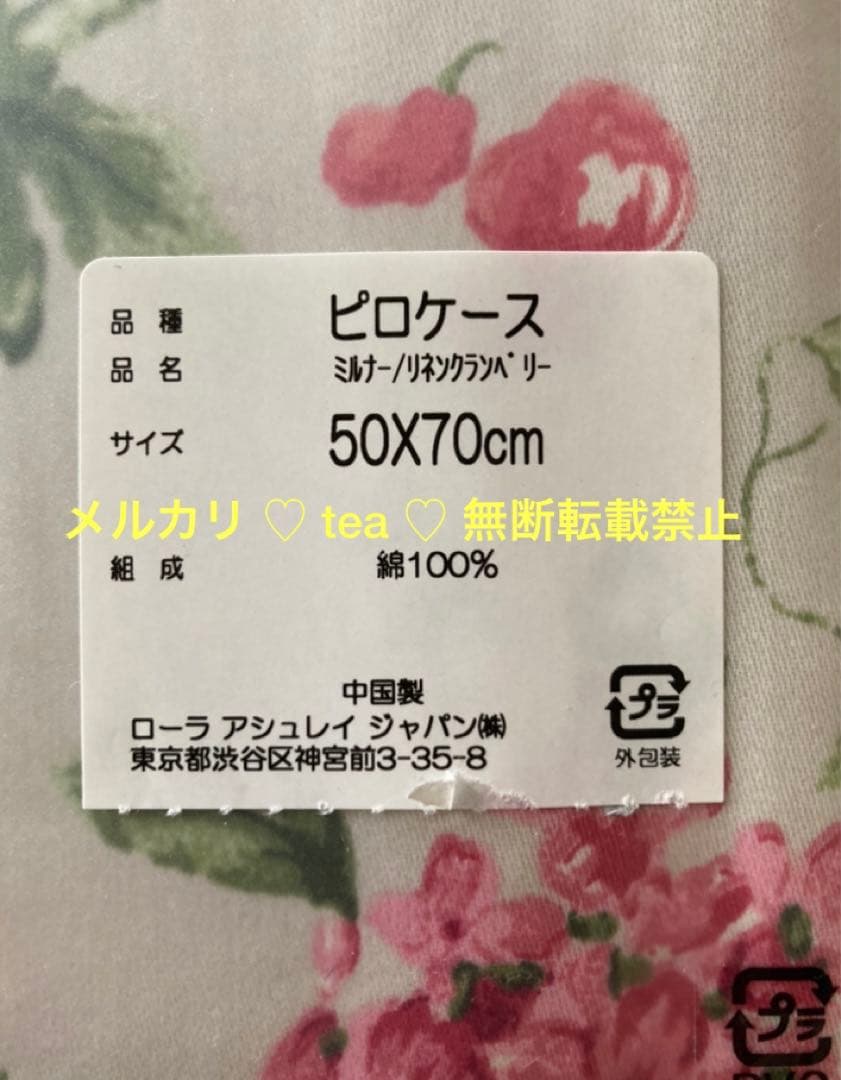 品 種 ピロケース
品 名 ミルナー/リネンクランベリー
サイズ 50X70cm
メルカリ ♡ tea ♡ 無断転載禁止
組 成 綿100%
中国製
ローラ アシュレイ ジャパン㈱
東京都渋谷区神宮前3-35-8
プラ
外包装
プラ